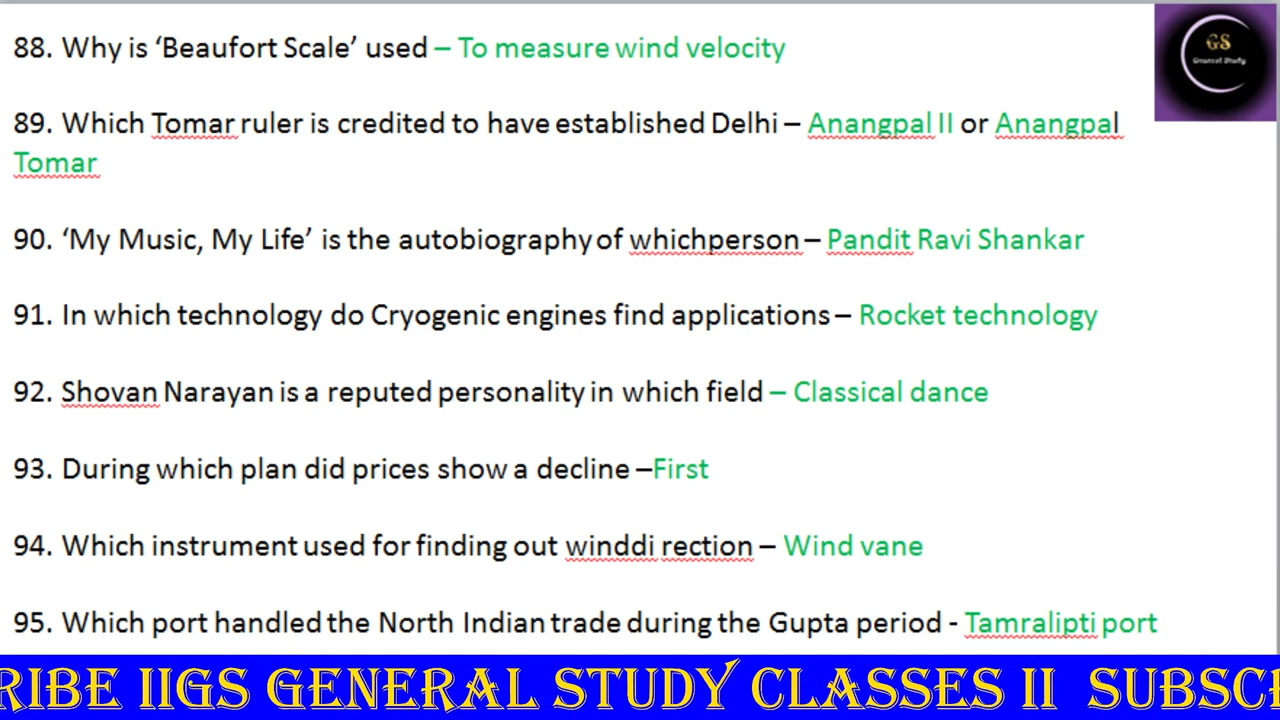 88. Why is ‘Beaufort Scale’ used – To measure wind velocity
GS
General Study
89. Which Tomar ruler is credited to have established Delhi – Anangpal II or Anangpal
Tomar
90. ‘My Music, My Life’ is the autobiography of whichperson – Pandit Ravi Shankar
91. In which technology do Cryogenic engines find applications – Rocket technology
92. Shovan Narayan is a reputed personality in which field – Classical dance
93. During which plan did prices show a decline –First
94. Which instrument used for finding out winddi rection – Wind vane
95. Which port handled the North Indian trade during the Gupta period - Tamralipti port
RIBE IIGS GENERAL STUDY CLASSES II SUBSC